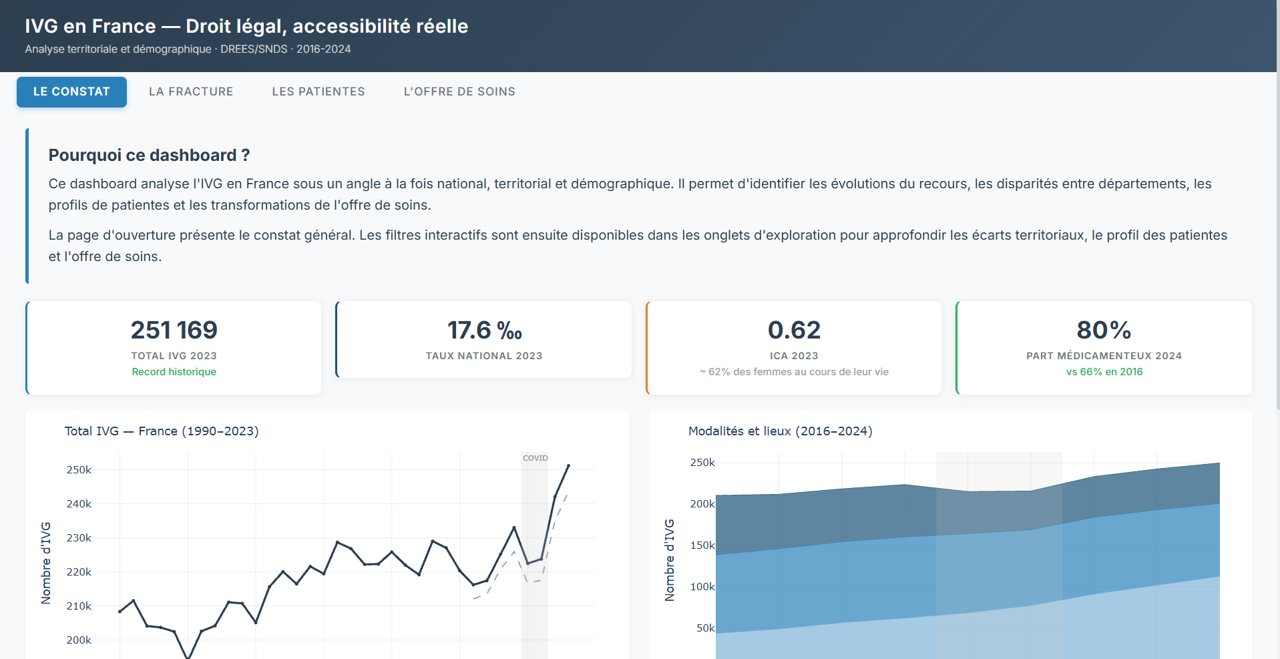 IVG en France — Droit légal, accessibilité réelle
Analyse territoriale et démographique · DREES/SNDS · 2016-2024
LE CONSTAT
LA FRACTURE
LES PATIENTES
L'OFFRE DE SOINS
Pourquoi ce dashboard ?
Ce dashboard analyse l'IVG en France sous un angle à la fois national, territorial et démographique. Il permet d'identifier les évolutions du recours, les disparités entre départements, les
profils de patientes et les transformations de l'offre de soins.
La page d'ouverture présente le constat général. Les filtres interactifs sont ensuite disponibles dans les onglets d'exploration pour approfondir les écarts territoriaux, le profil des patientes
et l'offre de soins.
251 169
TOTAL IVG 2023
Record historique
17.6 ‰
TAUX NATIONAL 2023
0.62
ICA 2023
≈ 62% des femmes au cours de leur vie
80%
PART MÉDICAMENTEUX 2024
vs 66% en 2016
Total IVG — France (1990–2023)
COVID
250k
240k
230k
220k
210k
200k
Nombre d'IVG
Modalités et lieux (2016–2024)
250k
200k
150k
100k
50k
Nombre d'IVG